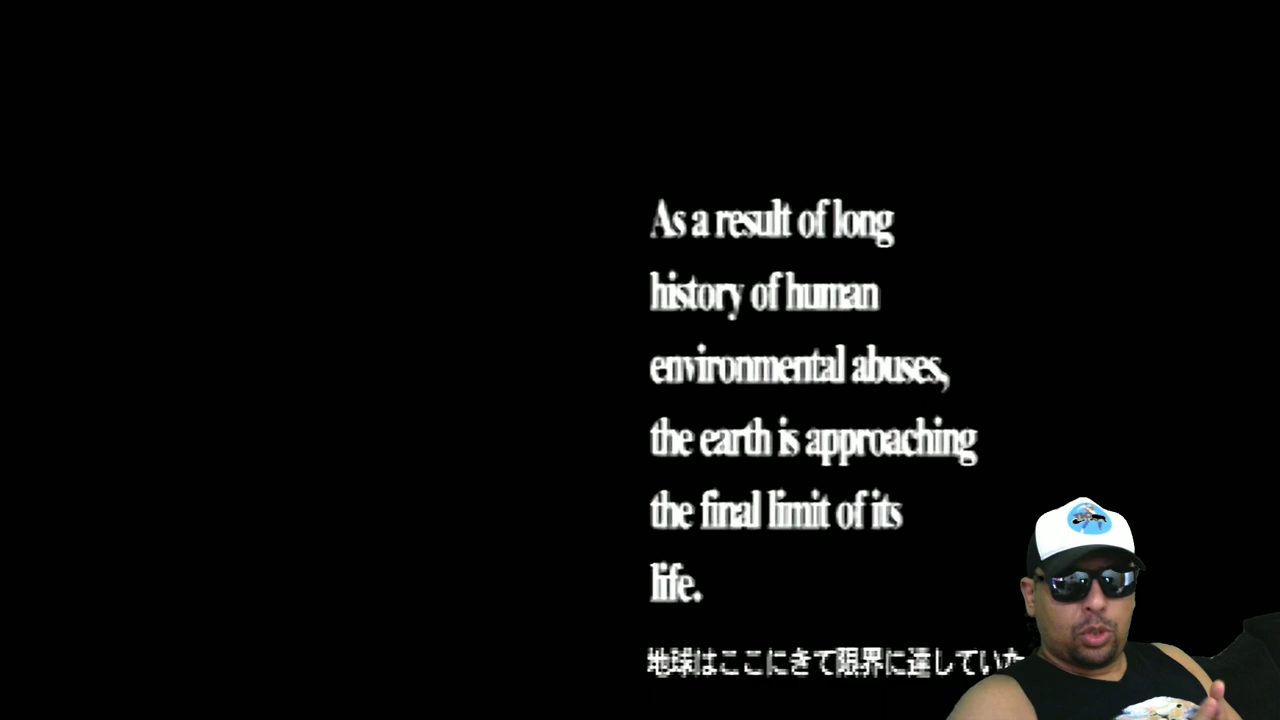 As a result of long
history of human
environmental abuses,
the earth is approaching
the final limit of its
life.
地球はここにきて限界に達していた